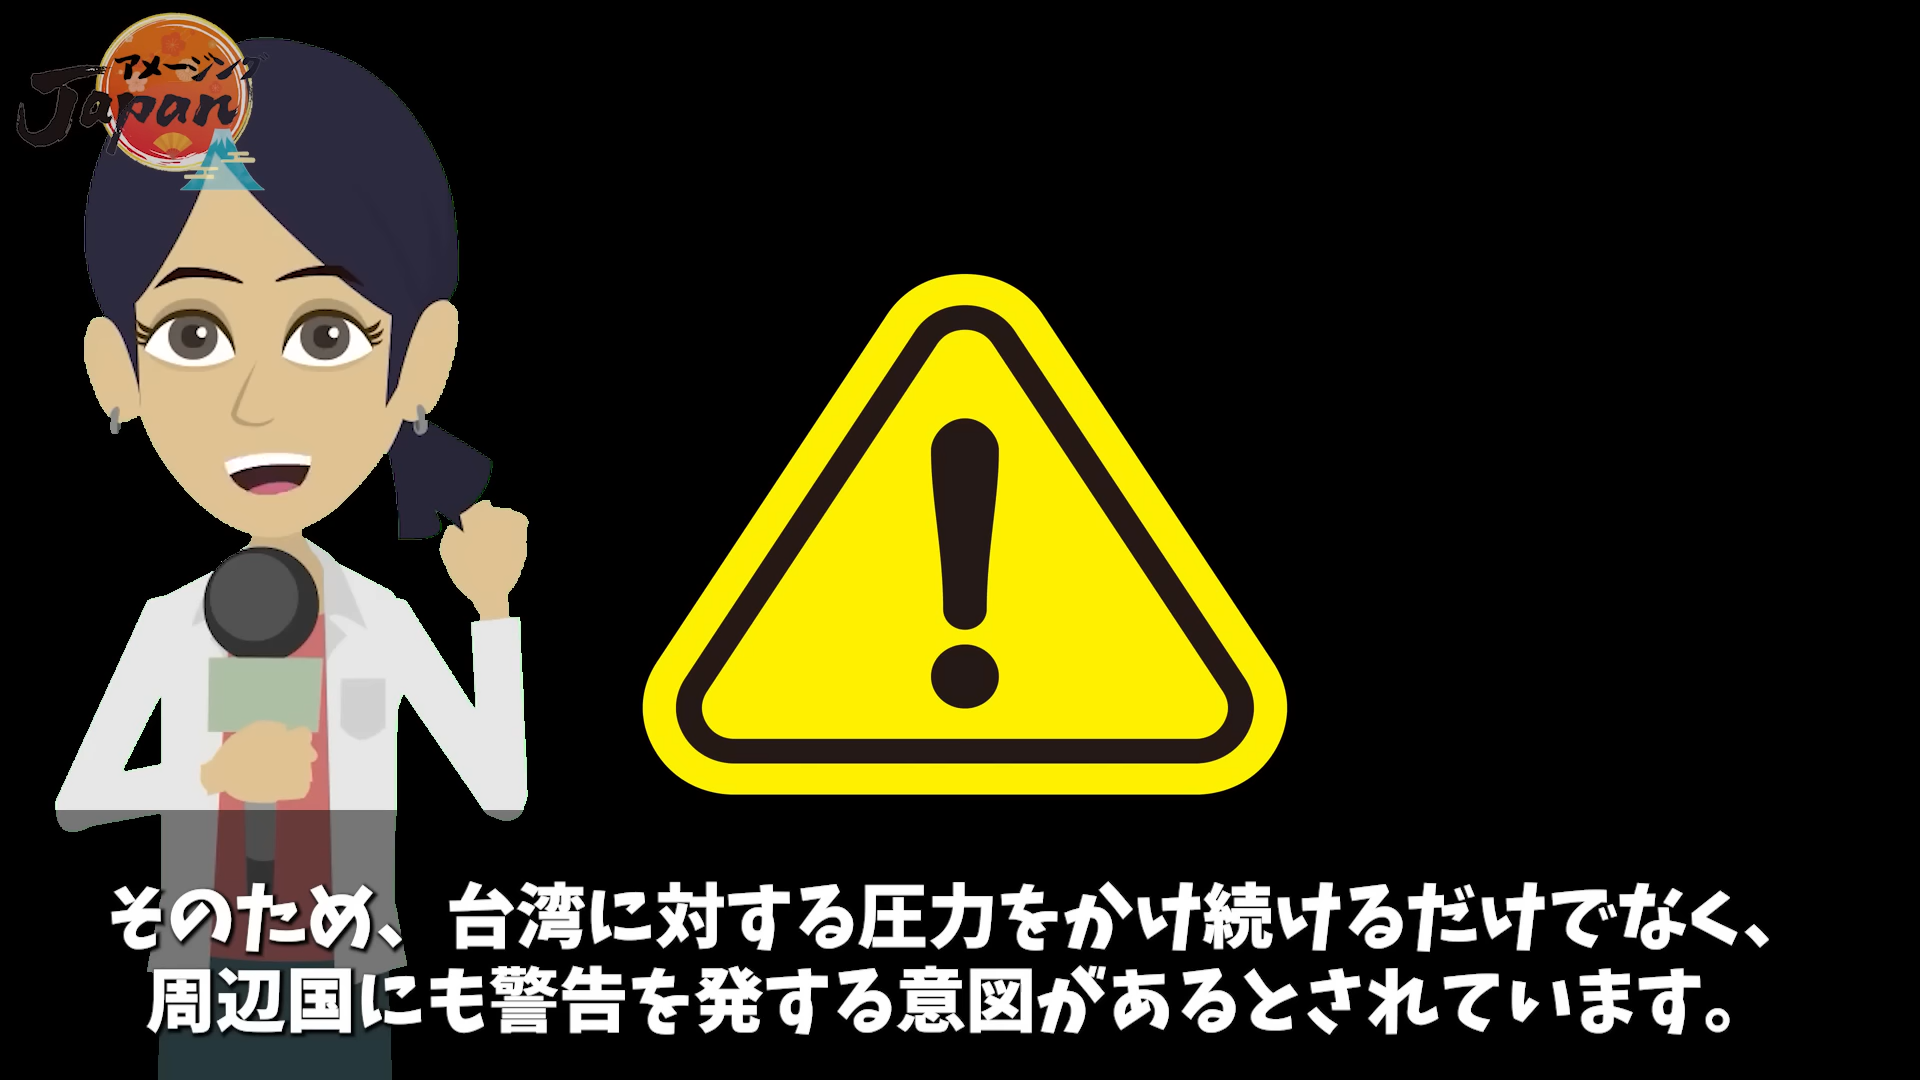 アメージング
Japan
そのため、台湾に対する圧力をかけ続けるだけでなく、
周辺国にも警告を発する意図があるとされています。